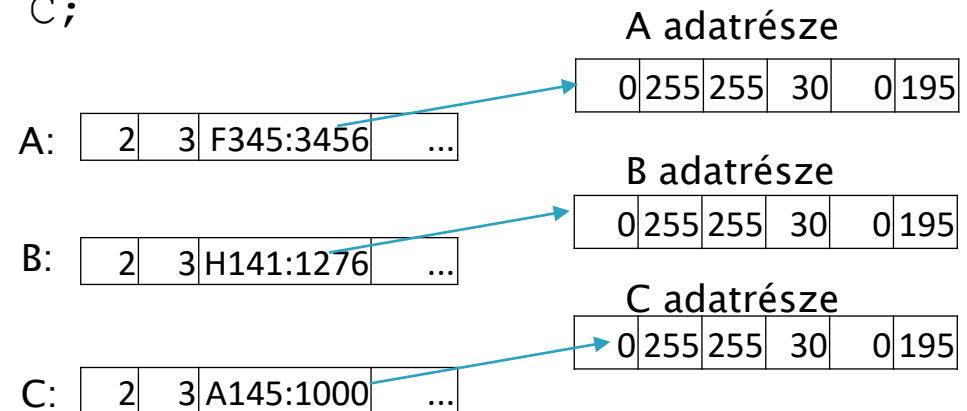 C;
A adatrésze
0 255 255 30 0 195
A: 2 3 F345:3456 ...
B adatrésze
0 255 255 30 0 195
B: 2 3 H141:1276 ...
C adatrésze
0 255 255 30 0 195
C: 2 3 A145:1000 ...